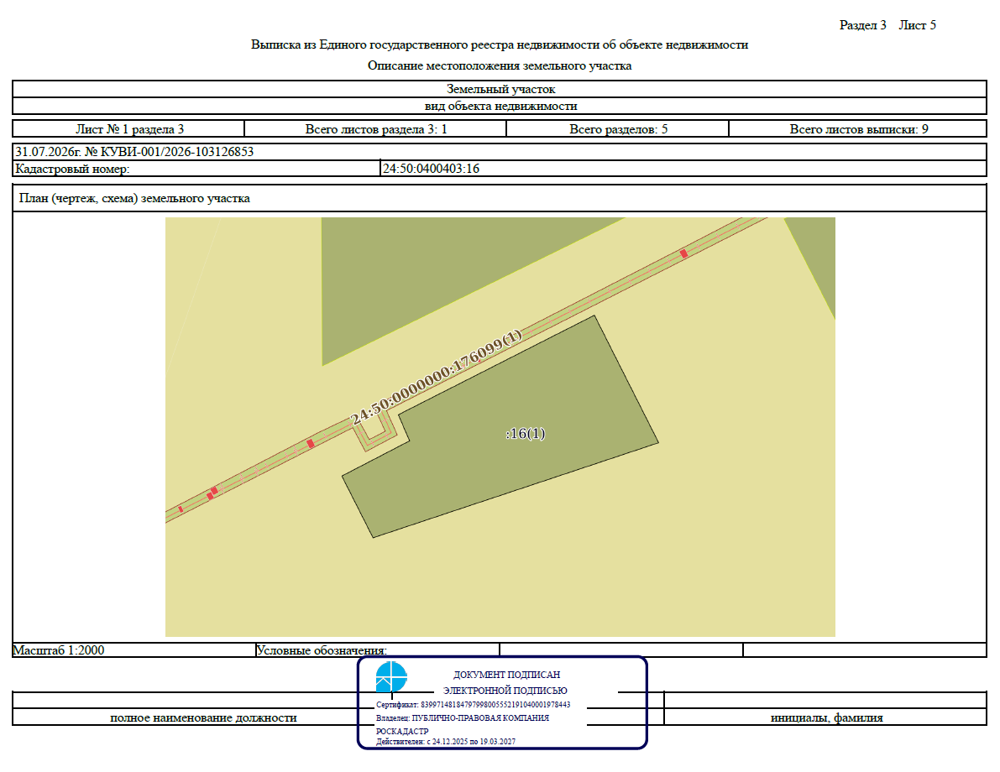 Раздел 3 Лист 5
Выписка из Единого государственного реестра недвижимости об объекте недвижимости
Описание местоположения земельного участка
Земельный участок
вид объекта недвижимости
Лист № 1 раздела 3 Всего листов раздела 3: 1 Всего разделов: 5 Всего листов выписки: 9
31.07.2026г. № КУВИ-001/2026-103126853
Кадастровый номер: 24:50:0400403:16
План (чертеж, схема) земельного участка
24:50:0000000:176099(1)
:16(1)
Масштаб 1:2000 Условные обозначения:
ДОКУМЕНТ ПОДПИСАН
ЭЛЕКТРОННОЙ ПОДПИСЬЮ
Сертификат: 83997148184797998005552191040001978443
Владелец: ПУБЛИЧНО-ПРАВОВАЯ КОМПАНИЯ
РОСКАДАСТР
Действителен: с 24.12.2025 по 19.03.2027
полное наименование должности инициалы, фамилия